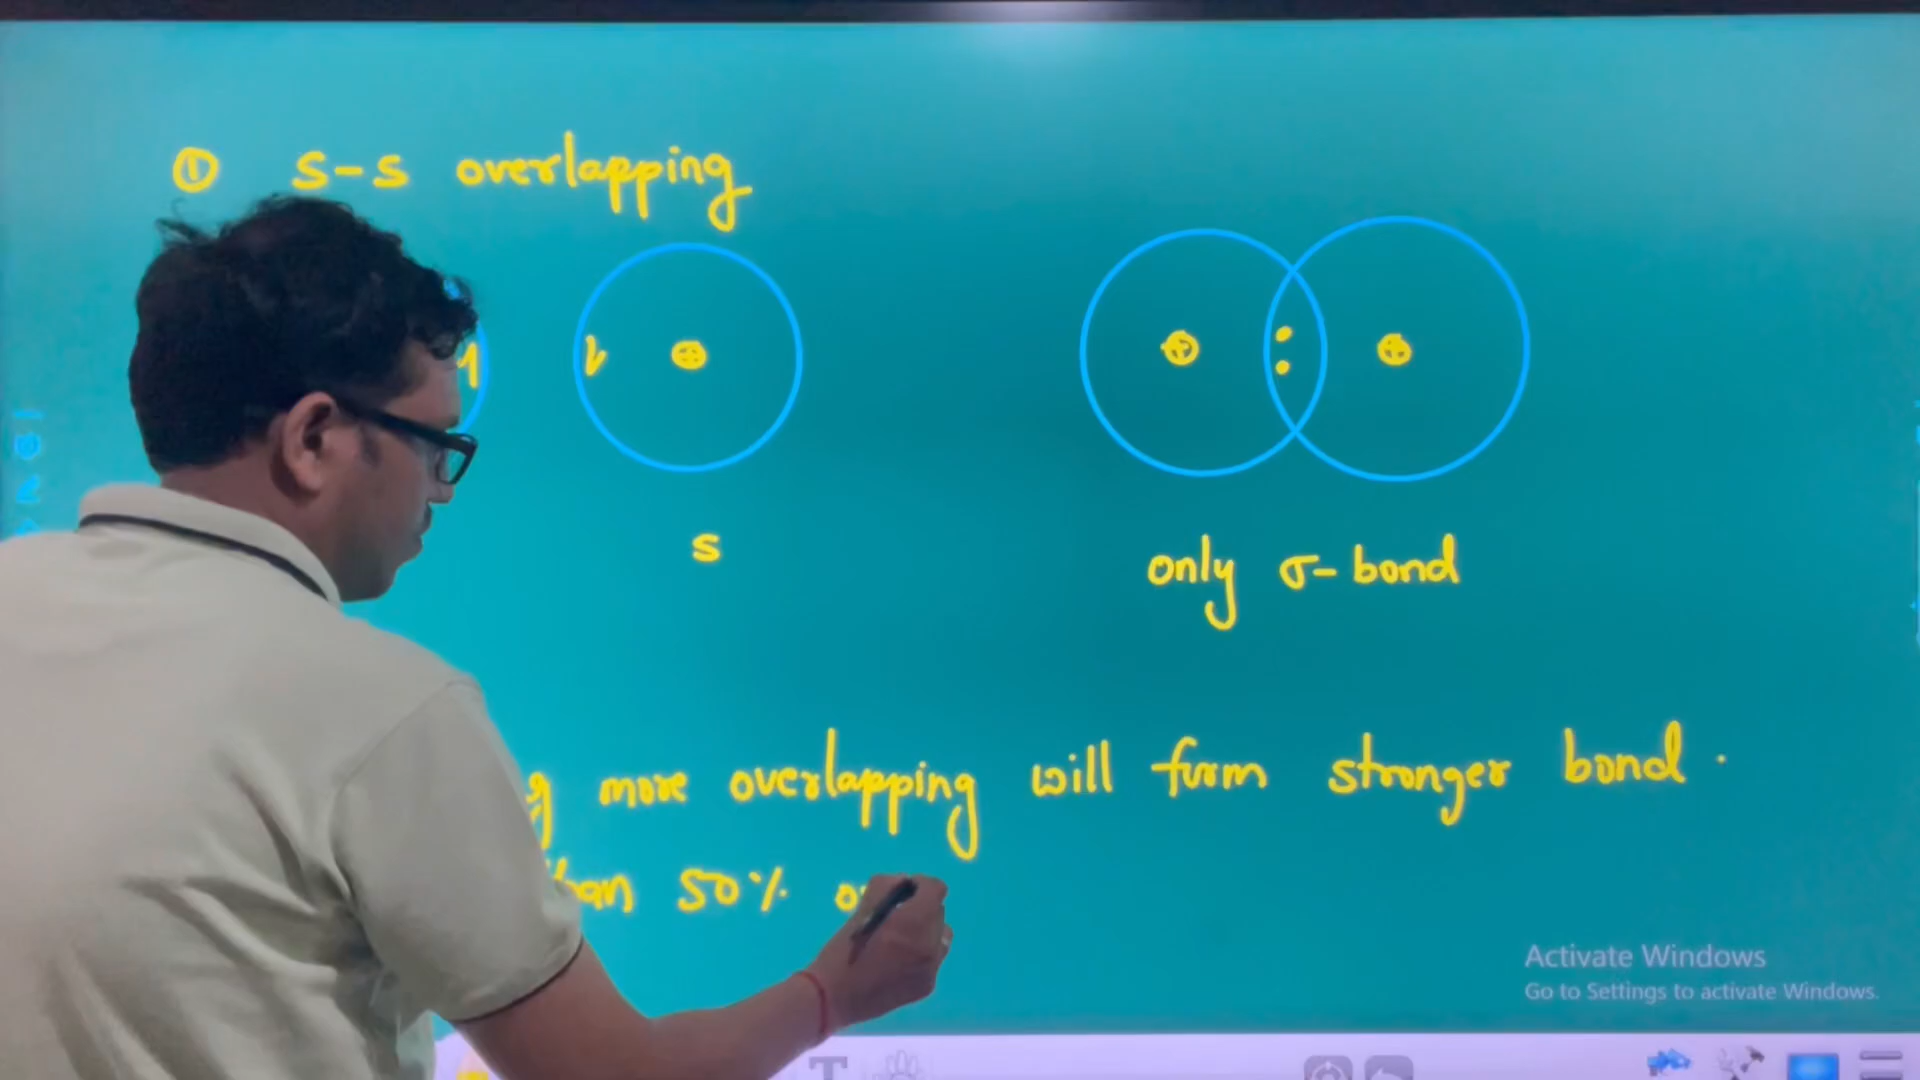 ① s-s overlapping
1 ⊕ ⊕ : ⊕
s
only σ-bond
more overlapping will form stronger bond.
50%
Activate Windows
Go to Settings to activate Windows.
T